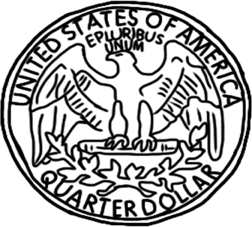 UNITED STATES OF AMERICA
E PLURIBUS
UNUM
QUARTER DOLLAR